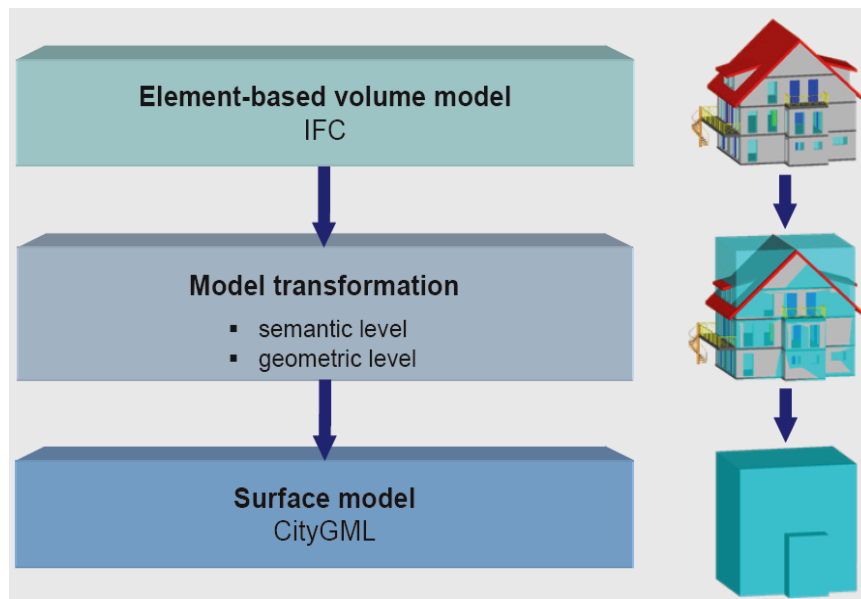 Element-based volume model
IFC
Model transformation
▪ semantic level
▪ geometric level
Surface model
CityGML